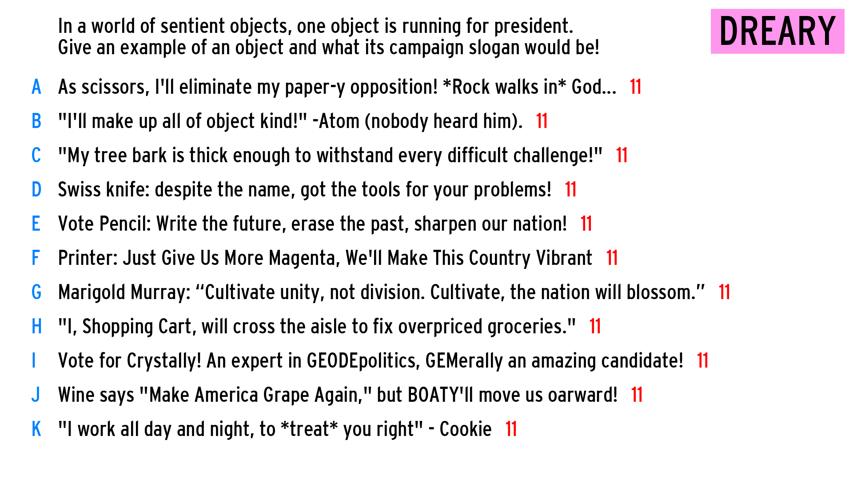 In a world of sentient objects, one object is running for president.
Give an example of an object and what its campaign slogan would be!
DREARY
A As scissors, I'll eliminate my paper-y opposition! *Rock walks in* God... 11
B "I'll make up all of object kind!" -Atom (nobody heard him). 11
C "My tree bark is thick enough to withstand every difficult challenge!" 11
D Swiss knife: despite the name, got the tools for your problems! 11
E Vote Pencil: Write the future, erase the past, sharpen our nation! 11
F Printer: Just Give Us More Magenta, We'll Make This Country Vibrant 11
G Marigold Murray: “Cultivate unity, not division. Cultivate, the nation will blossom.” 11
H "I, Shopping Cart, will cross the aisle to fix overpriced groceries." 11
I Vote for Crystally! An expert in GEODEpolitics, GEMerally an amazing candidate! 11
J Wine says "Make America Grape Again," but BOATY'll move us oarward! 11
K "I work all day and night, to *treat* you right" - Cookie 11